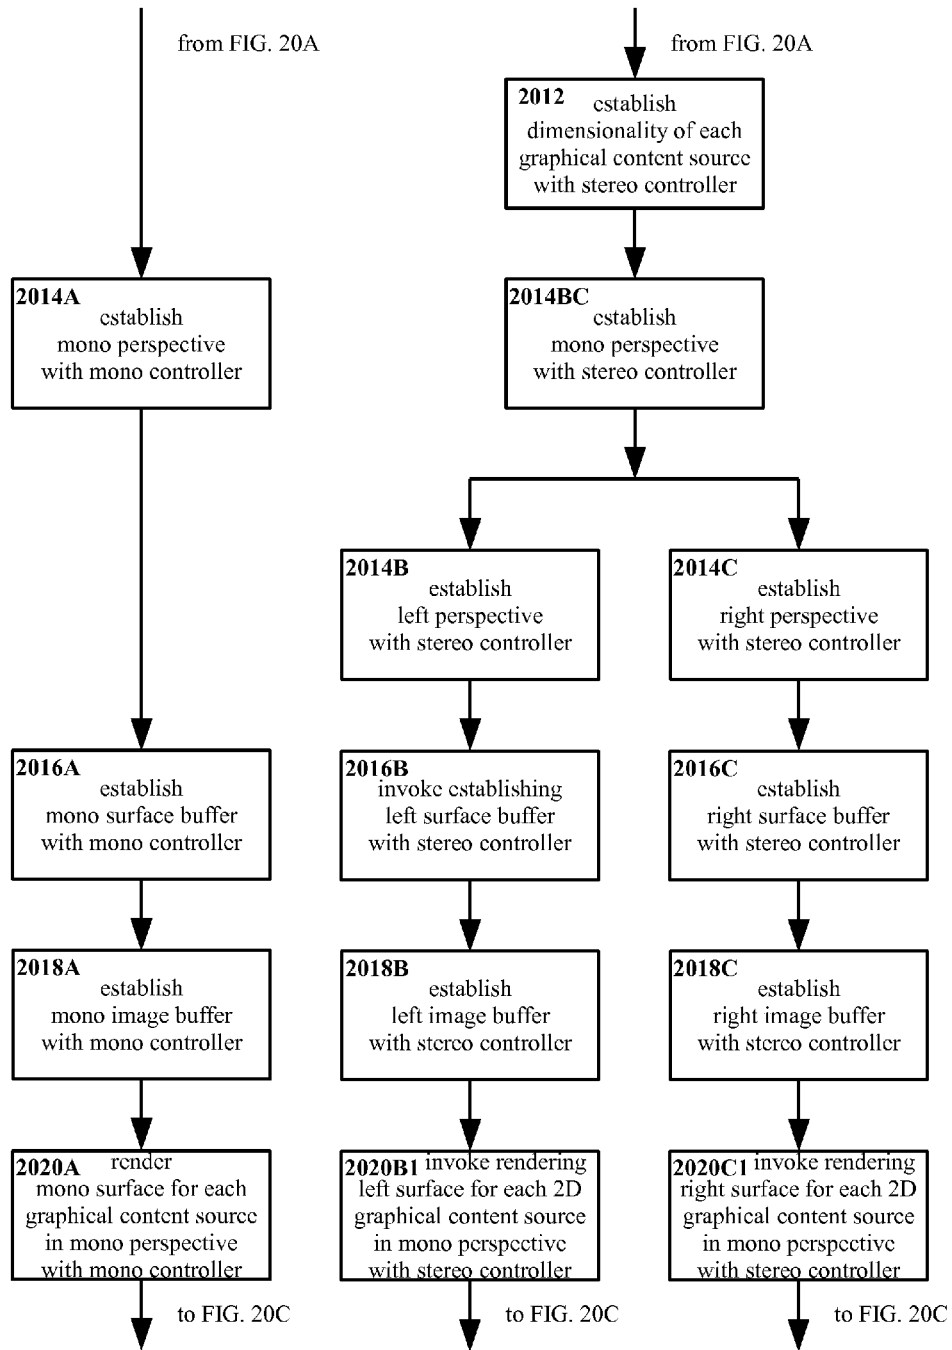 from FIG. 20A
from FIG. 20A
2012
establish
dimensionality of each
graphical content source
with stereo controller
2014A
establish
mono perspective
with mono controller
2014BC
establish
mono perspective
with stereo controller
2014B
establish
left perspective
with stereo controller
2014C
establish
right perspective
with stereo controller
2016A
establish
mono surface buffer
with mono controller
2016B
invoke establishing
left surface buffer
with stereo controller
2016C
establish
right surface buffer
with stereo controller
2018A
establish
mono image buffer
with mono controller
2018B
establish
left image buffer
with stereo controller
2018C
establish
right image buffer
with stereo controller
2020A render
mono surface for each
graphical content source
in mono perspective
with mono controller
2020B1 invoke rendering
left surface for each 2D
graphical content source
in mono perspective
with stereo controller
2020C1 invoke rendering
right surface for each 2D
graphical content source
in mono perspective
with stereo controller
to FIG. 20C
to FIG. 20C
to FIG. 20C